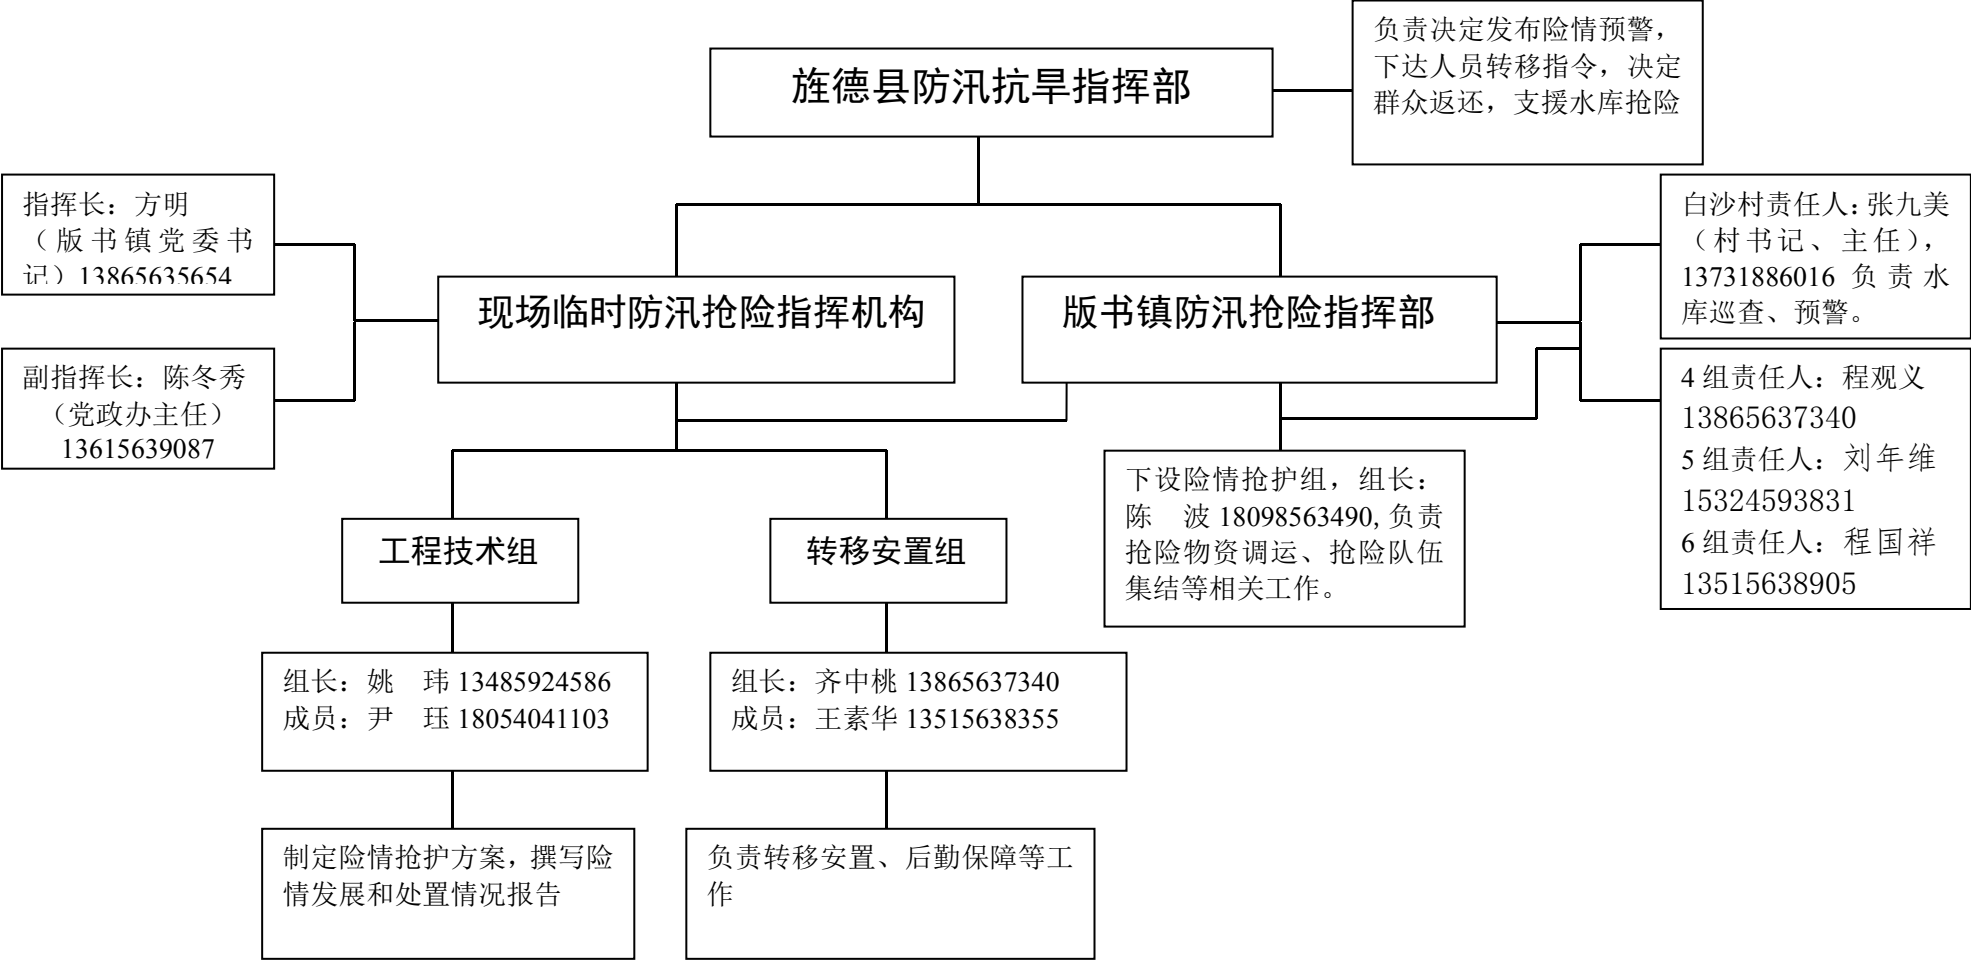 负责决定发布险情预警，
下达人员转移指令，决定
群众返还，支援水库抢险
旌德县防汛抗旱指挥部
指挥长：方明
（版书镇党委书
记）13865635654
副指挥长：陈冬秀
（党政办主任）
13615639087
现场临时防汛抢险指挥机构
版书镇防汛抢险指挥部
白沙村责任人：张九美
（村书记、主任），
13731886016 负责水
库巡查、预警。
4 组责任人：程观义
13865637340
5 组责任人：刘年维
15324593831
6 组责任人：程国祥
13515638905
下设险情抢护组，组长：
陈　波 18098563490, 负责
抢险物资调运、抢险队伍
集结等相关工作。
工程技术组
转移安置组
组长：姚　玮 13485924586
成员：尹　珏 18054041103
组长：齐中桃 13865637340
成员：王素华 13515638355
制定险情抢护方案，撰写险
情发展和处置情况报告
负责转移安置、后勤保障等工
作